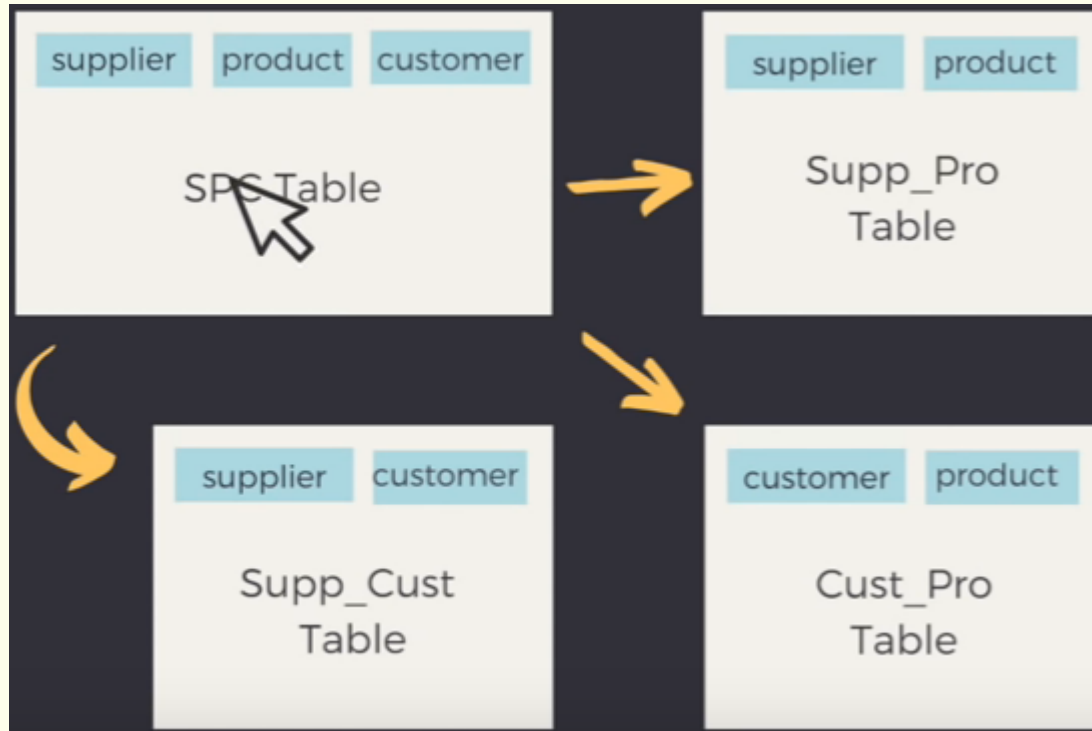 supplier product customer
SPC Table
supplier product
Supp_Pro
Table
supplier customer
Supp_Cust
Table
customer product
Cust_Pro
Table